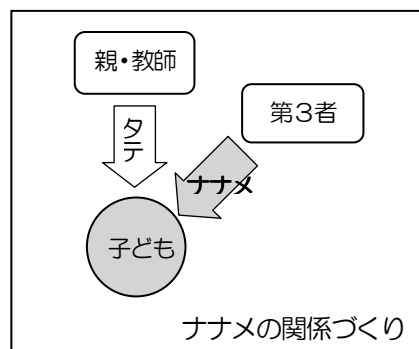 親・教師
第３者
タテ
ナナメ
子ども
ナナメの関係づくり